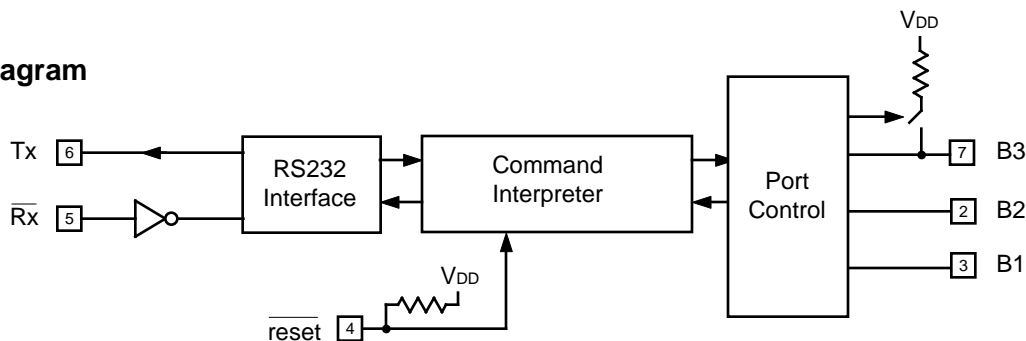 agram
VDD
Tx 6
RS232
Interface
Command
Interpreter
Port
Control
7 B3
Rx 5
2 B2
3 B1
VDD
reset 4